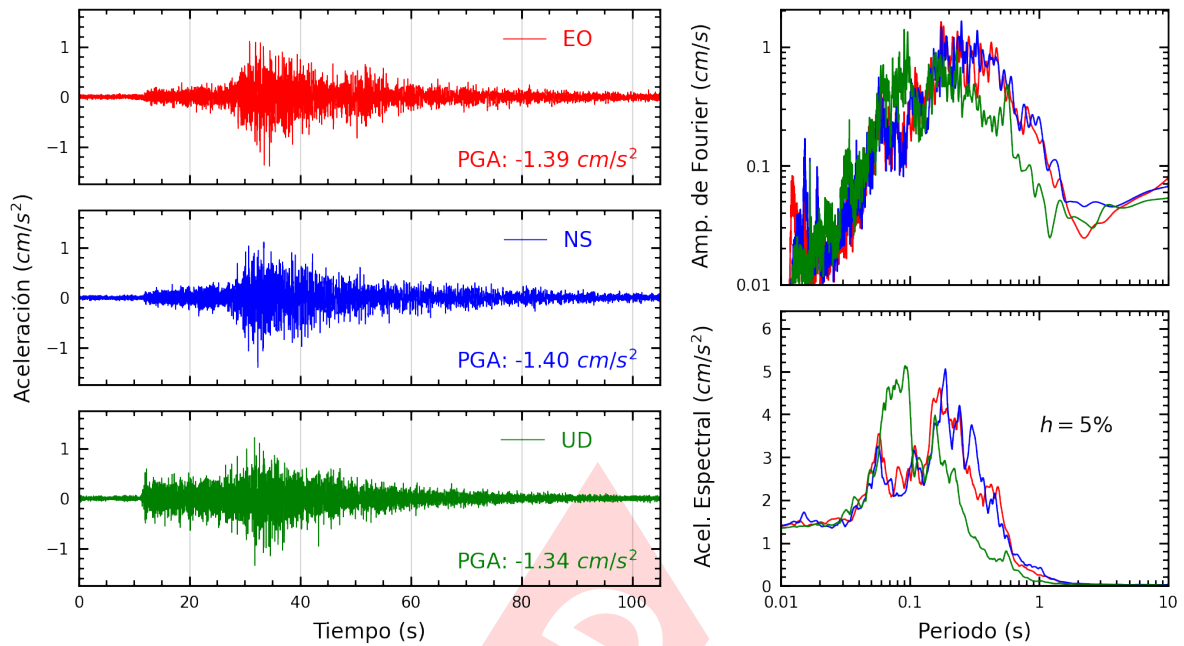 Aceleración (cm/s²)
1
0
−1
EO
PGA: -1.39 cm/s²
1
0
−1
NS
PGA: -1.40 cm/s²
1
0
−1
UD
PGA: -1.34 cm/s²
0 20 40 60 80 100
Tiempo (s)
Amp. de Fourier (cm/s)
1
0.1
0.01
Acel. Espectral (cm/s²)
6
5
4
3
2
1
0
h = 5%
0.01 0.1 1 10
Periodo (s)